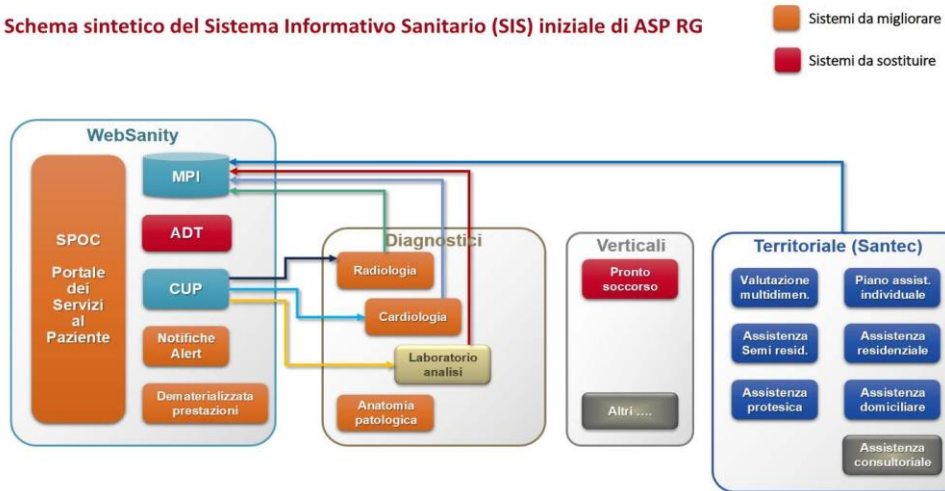 Schema sintetico del Sistema Informativo Sanitario (SIS) iniziale di ASP RG
Sistemi da migliorare
Sistemi da sostituire
WebSanity
SPOC
Portale
dei
Servizi
al
Paziente
MPI
ADT
CUP
Notifiche
Alert
Dematerializzata
prestazioni
Diagnostici
Radiologia
Cardiologia
Laboratorio
analisi
Anatomia
patologica
Verticali
Pronto
soccorso
Altri ....
Territoriale (Santec)
Valutazione
multidimen.
Piano assist.
individuale
Assistenza
Semi resid.
Assistenza
residenziale
Assistenza
protesica
Assistenza
domiciliare
Assistenza
consultoriale